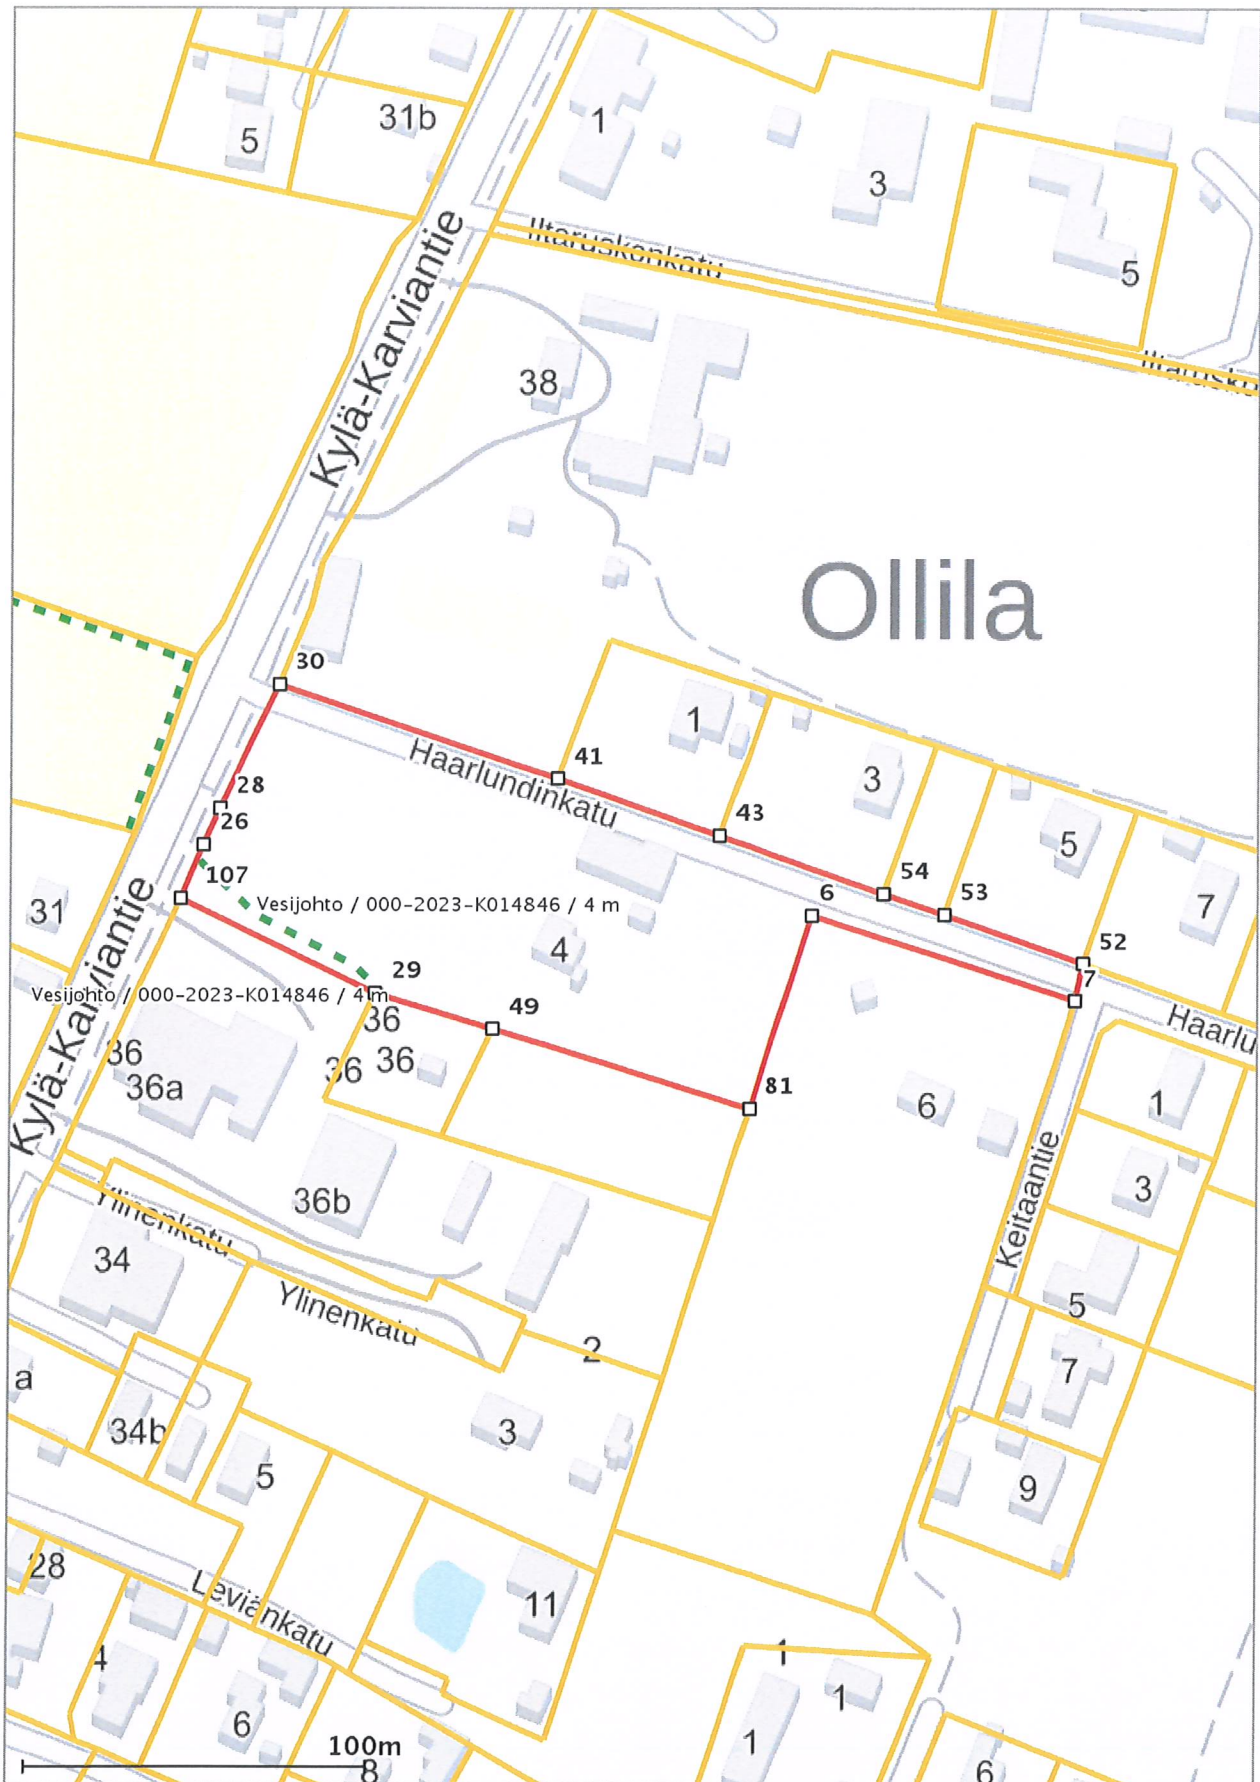 31b
1
5
3
Kylä-Karviantie
Iltaruskonkatu
5
Iltarusko
38
Ollila
30
1
41
3
Haarlundinkatu
28
43
5
26
54
53
6
7
107
31
Vesijohto / 000-2023-K014846 / 4 m
4
52
29
7
Vesijohto / 000-2023-K014846 / 4 m
Kylä-Karviantie
36
49
Haarlu
36
36
36
36a
81
6
1
36b
3
Keitaantie
Ylinenkatu
34
Ylinenkatu
5
2
7
a
34b
3
5
9
28
Leviänkatu
11
4
1
1
6
1
100m
8
6